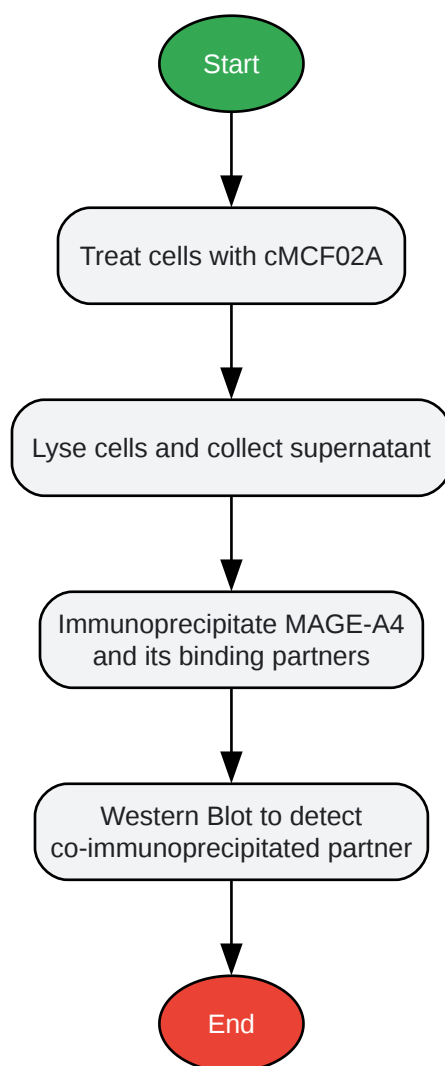 Start
Treat cells with cMCF02A
Lyse cells and collect supernatant
Immunoprecipitate MAGE-A4
and its binding partners
Western Blot to detect
co-immunoprecipitated partner
End